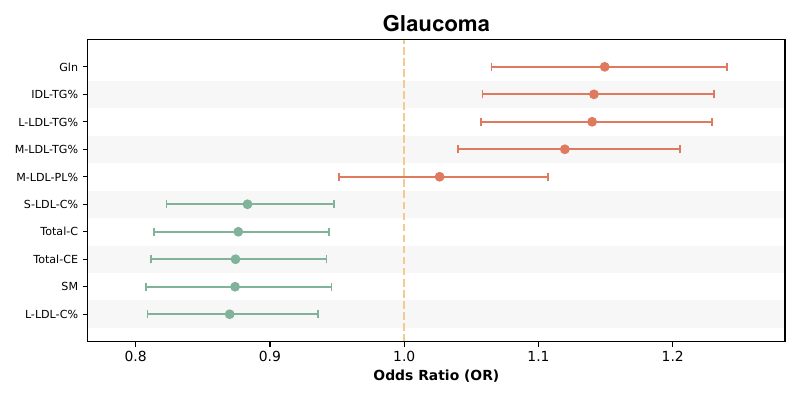 Glaucoma
Gln
IDL-TG%
L-LDL-TG%
M-LDL-TG%
M-LDL-PL%
S-LDL-C%
Total-C
Total-CE
SM
L-LDL-C%
0.8 0.9 1.0 1.1 1.2
Odds Ratio (OR)